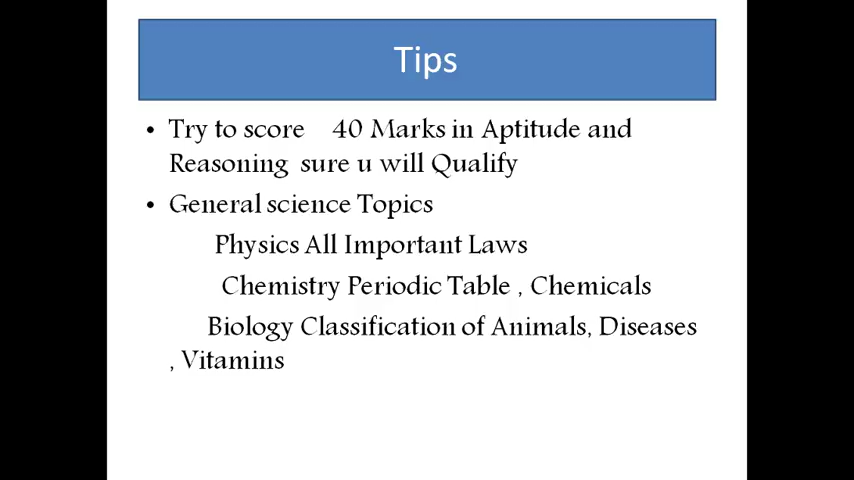 Tips
• Try to score 40 Marks in Aptitude and
Reasoning sure u will Qualify
• General science Topics
Physics All Important Laws
Chemistry Periodic Table , Chemicals
Biology Classification of Animals, Diseases
, Vitamins